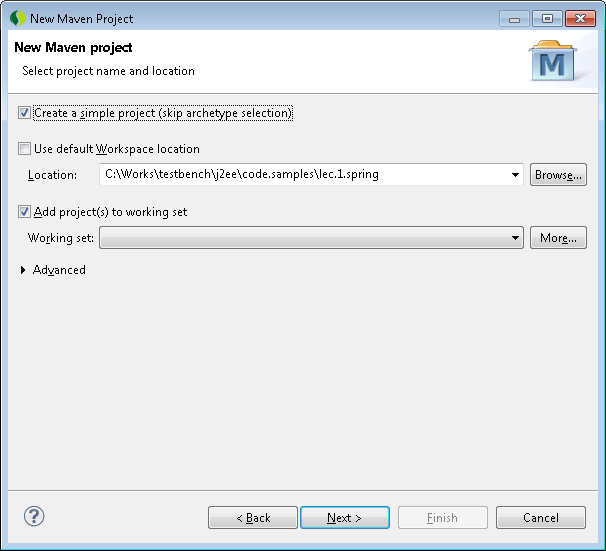 New Maven Project
New Maven project
Select project name and location
M
Create a simple project (skip archetype selection)
Use default Workspace location
Location: C:\Works\testbench\j2ee\code.samples\lec.1.spring Browse...
Add project(s) to working set
Working set: More...
Advanced
? < Back Next > Finish Cancel